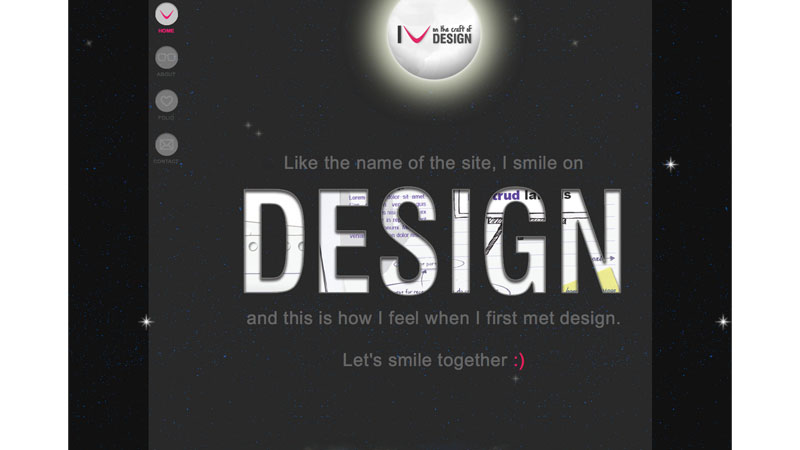 HOME
ABOUT
FOLIO
CONTACT
I on the craft of
DESIGN
Like the name of the site, I smile on
DESIGN
and this is how I feel when I first met design.
Let's smile together :)